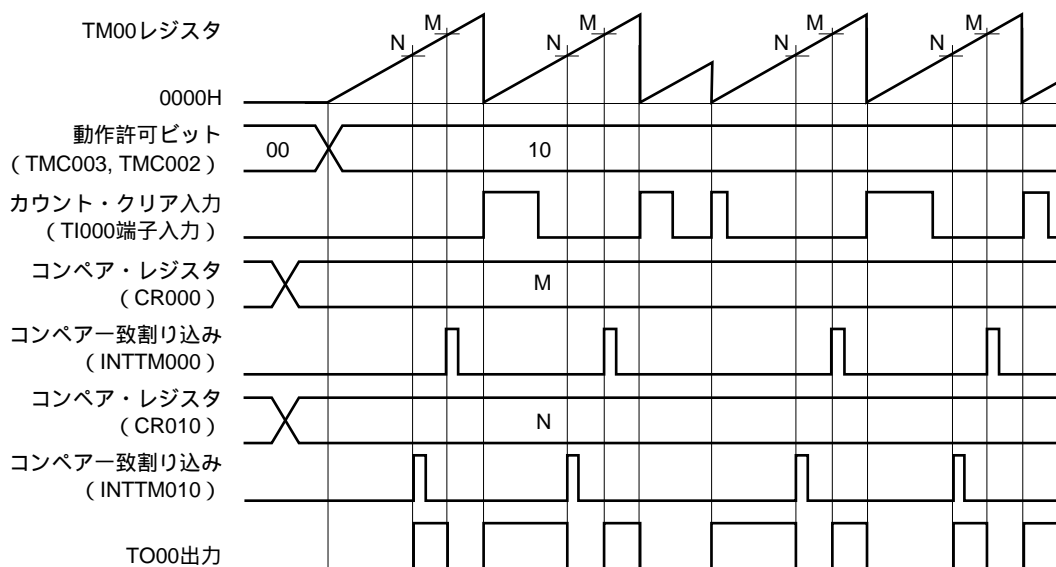 TM00レジスタ
N M N M N M N M
0000H
動作許可ビット
（TMC003, TMC002）
00 10
カウント・クリア入力
（TI000端子入力）
コンペア・レジスタ
（CR000）
M
コンペア一致割り込み
（INTTM000）
コンペア・レジスタ
（CR010）
N
コンペア一致割り込み
（INTTM010）
TO00出力